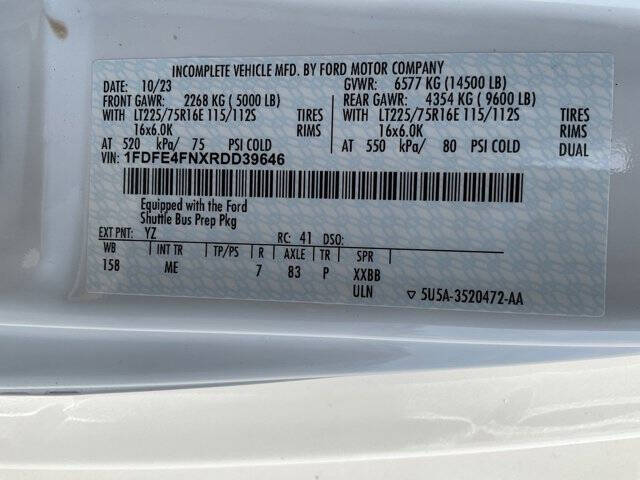 INCOMPLETE VEHICLE MFD. BY FORD MOTOR COMPANY
DATE: 10/23 GVWR: 6577 KG (14500 LB)
FRONT GAWR: 2268 KG ( 5000 LB) REAR GAWR: 4354 KG ( 9600 LB)
WITH LT225/75R16E 115/112S TIRES WITH LT225/75R16E 115/112S TIRES
16x6.0K RIMS 16x6.0K RIMS
AT 520 kPa/ 75 PSI COLD AT 550 kPa/ 80 PSI COLD DUAL
VIN: 1FDFE4FNXRDD39646
Equipped with the Ford
Shuttle Bus Prep Pkg
EXT PNT: YZ RC: 41 DSO:
WB INT TR TP/PS R AXLE TR SPR
158 ME 7 83 P XXBB
ULN ▽ 5U5A-3520472-AA